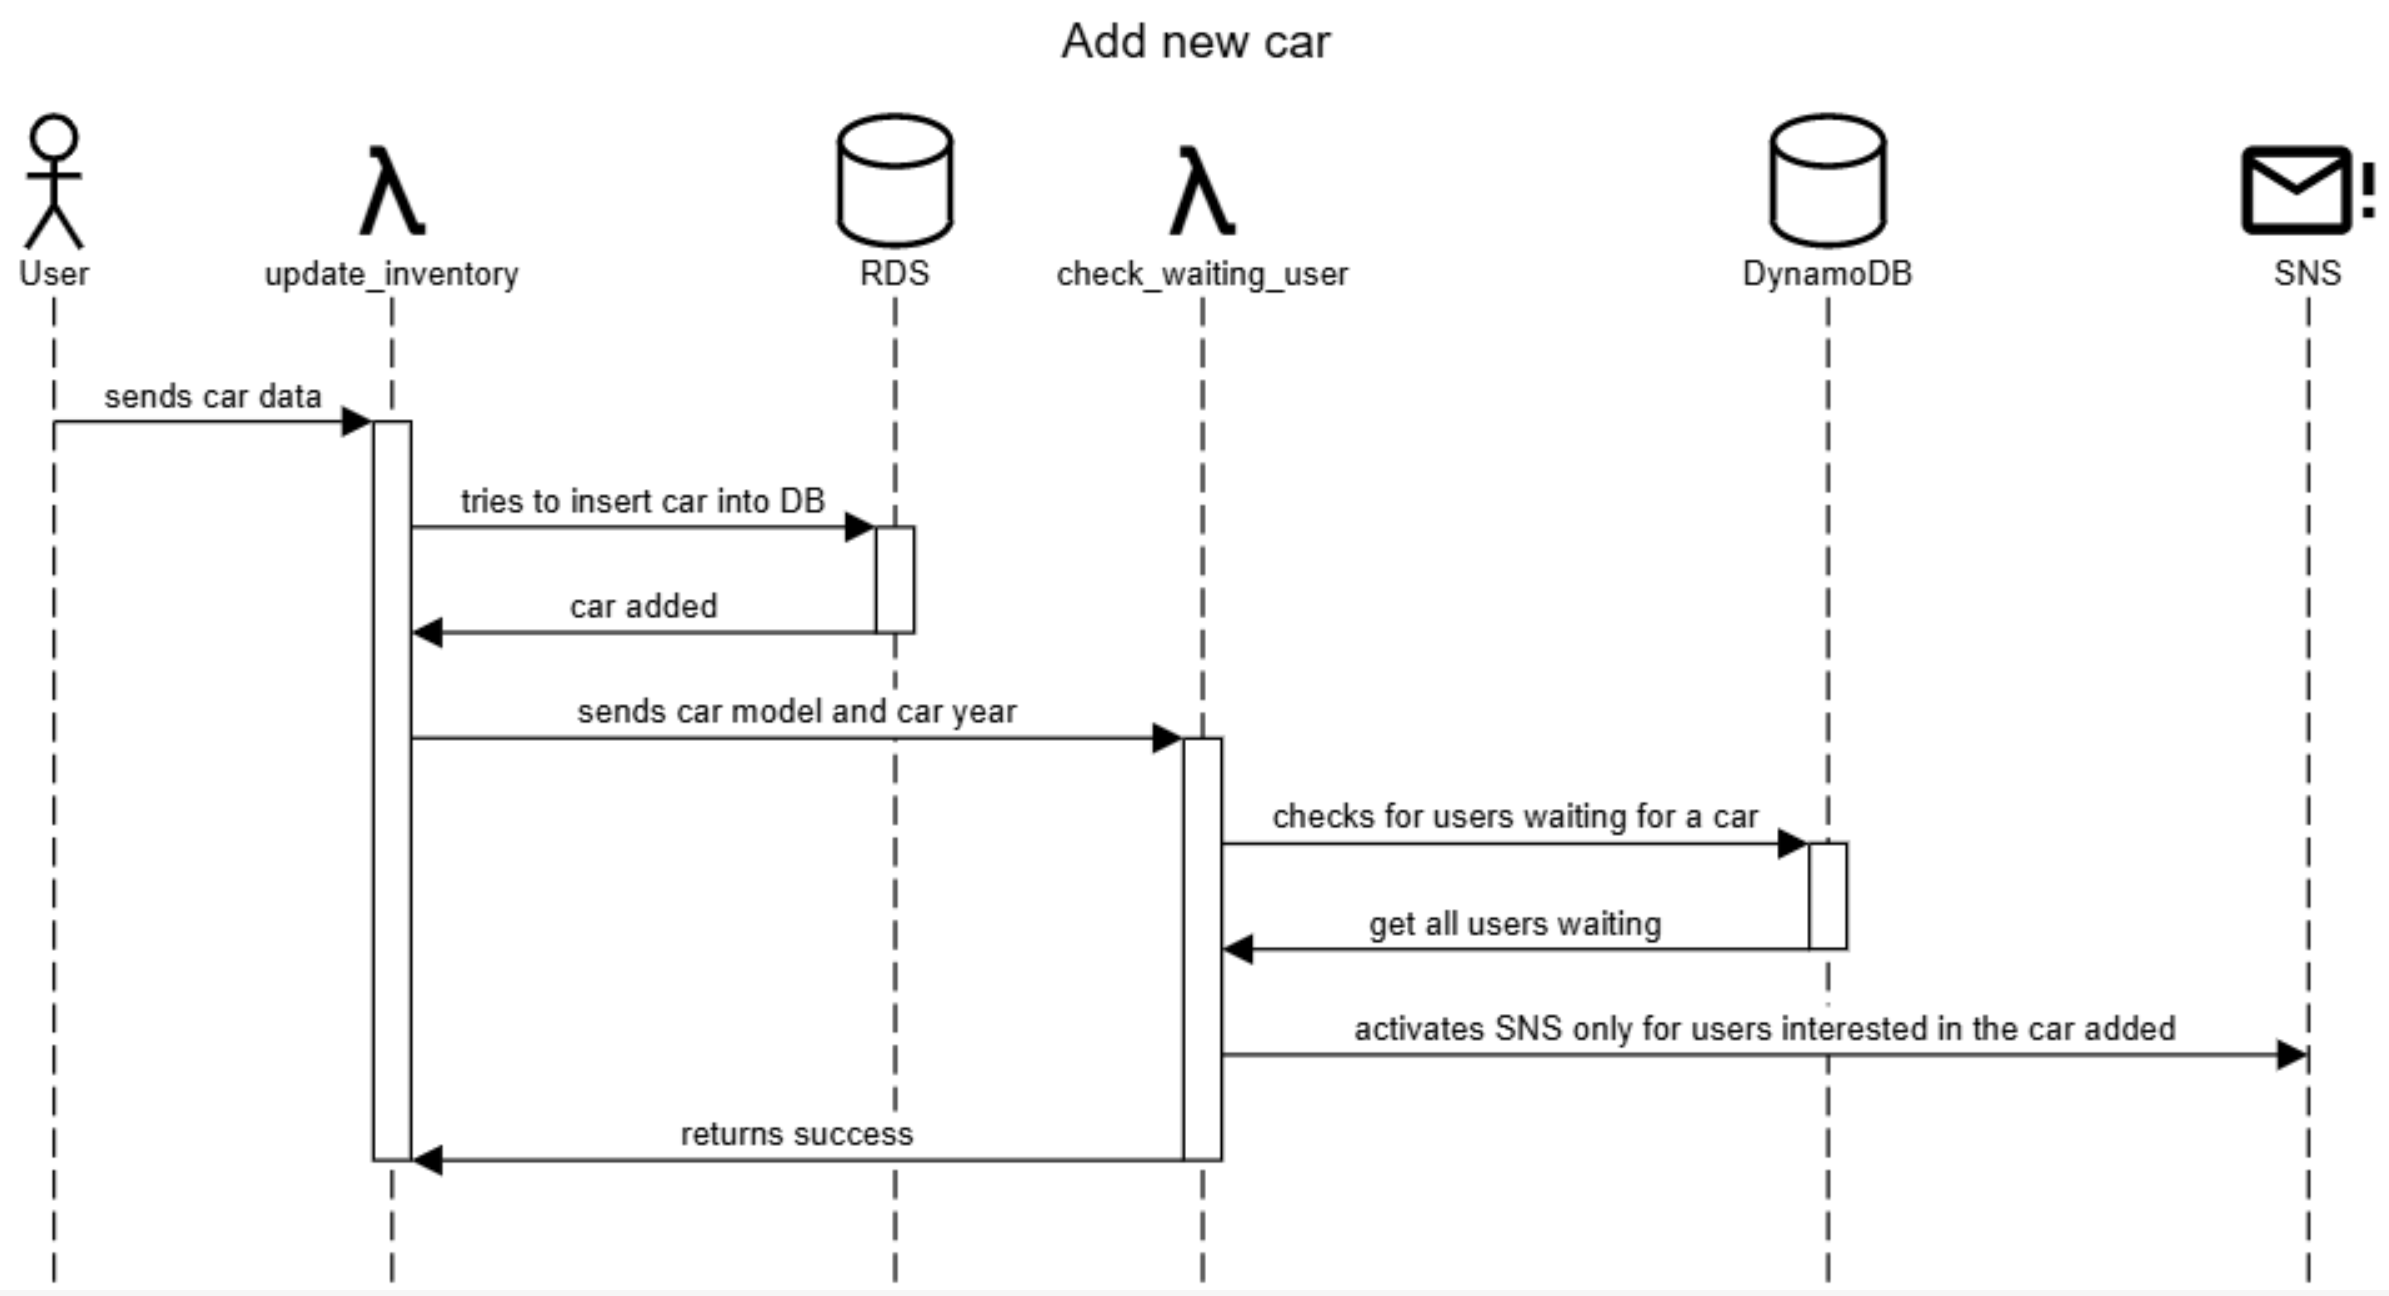 Add new car
User
update_inventory
RDS
check_waiting_user
DynamoDB
SNS
sends car data
tries to insert car into DB
car added
sends car model and car year
checks for users waiting for a car
get all users waiting
activates SNS only for users interested in the car added
returns success